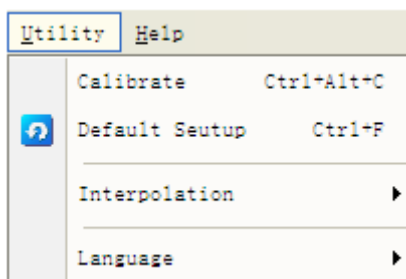 Utility Help
Calibrate Ctrl+Alt+C
Default Seutup Ctrl+F
Interpolation
Language